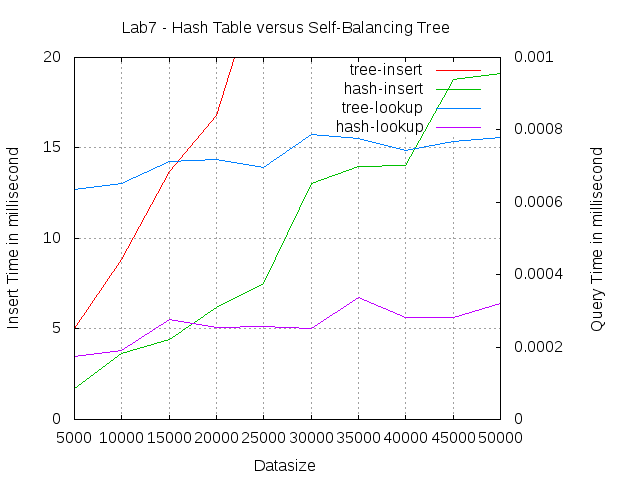 Lab7 - Hash Table versus Self-Balancing Tree
20
15
10
5
0
Insert Time in millisecond
tree-insert
hash-insert
tree-lookup
hash-lookup
0.001
0.0008
0.0006
0.0004
0.0002
0
Query Time in millisecond
5000 10000 15000 20000 25000 30000 35000 40000 45000 50000
Datasize